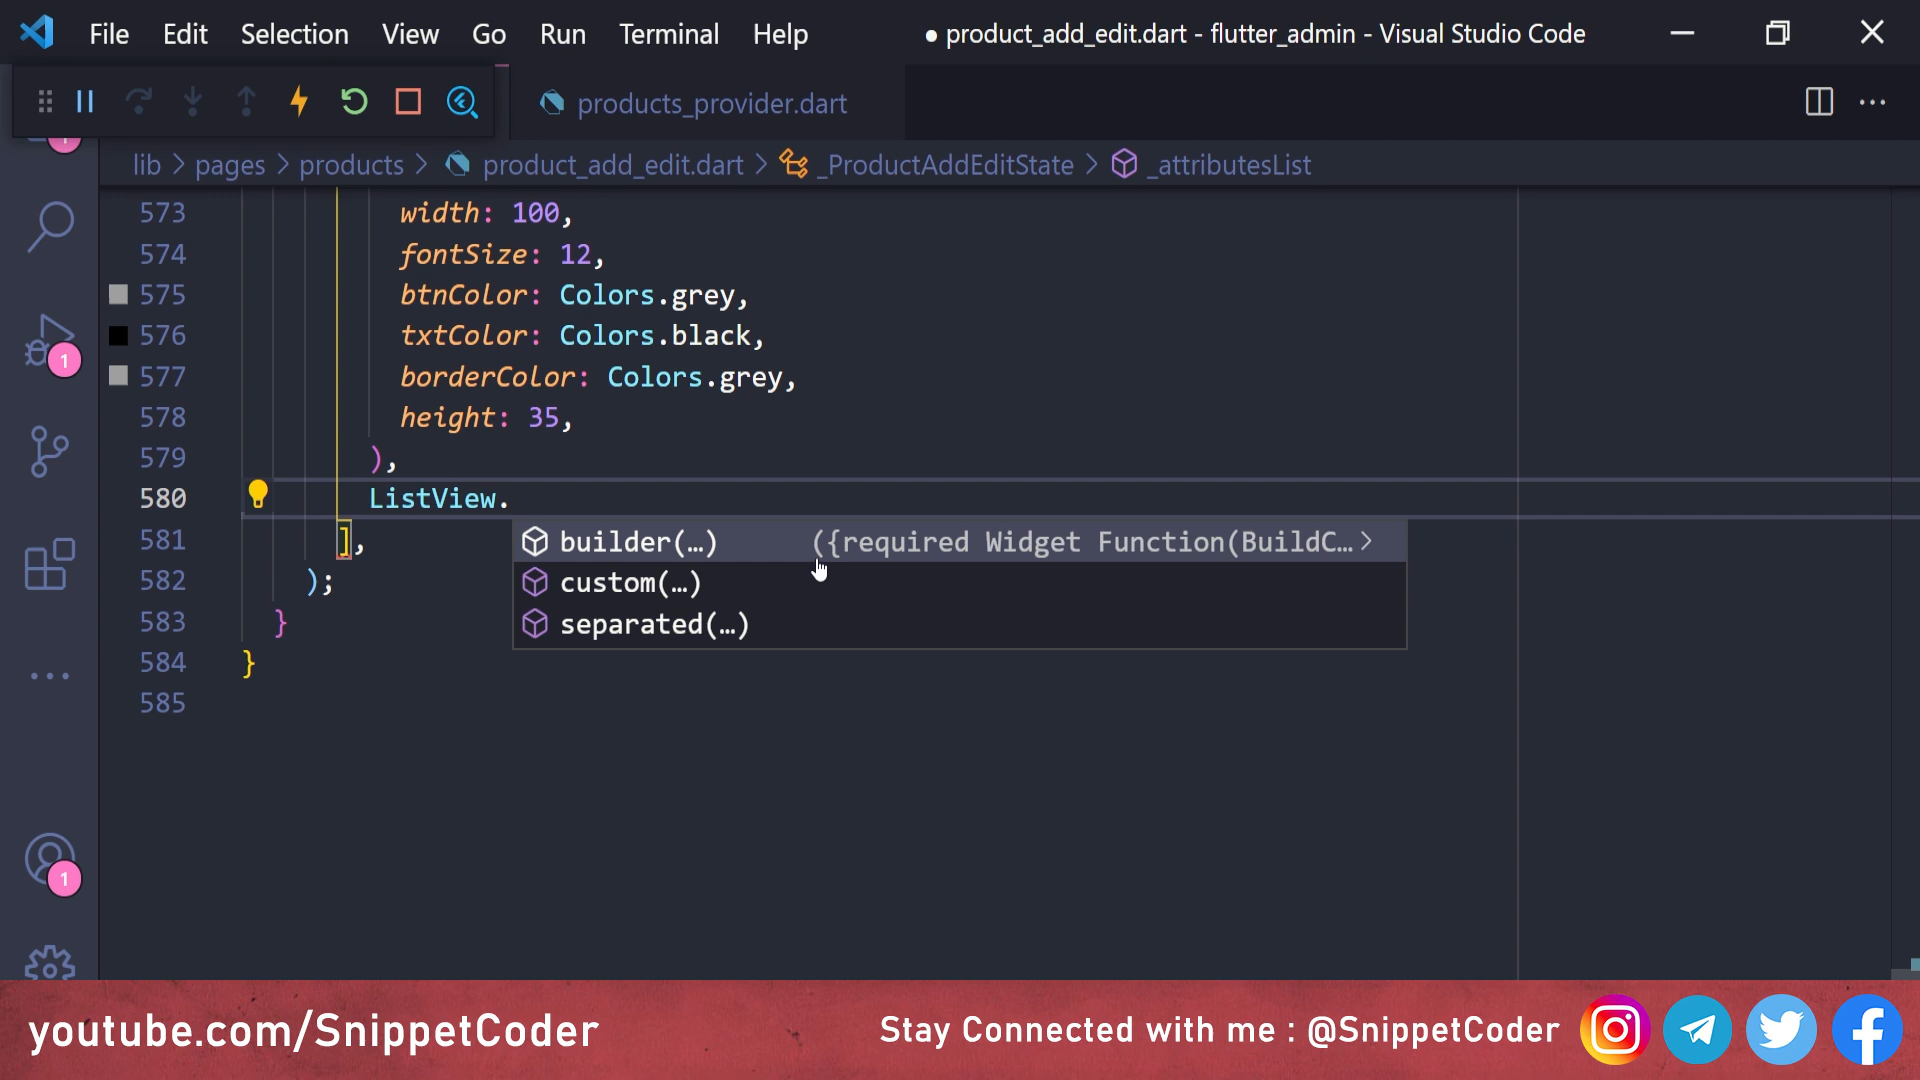 File Edit Selection View Go Run Terminal Help
● product_add_edit.dart - flutter_admin - Visual Studio Code
products_provider.dart
lib > pages > products > product_add_edit.dart > _ProductAddEditState > _attributesList
573 width: 100,
574 fontSize: 12,
575 btnColor: Colors.grey,
576 txtColor: Colors.black,
577 borderColor: Colors.grey,
578 height: 35,
579 ),
580 ListView.
581 ],
builder(…) ({required Widget Function(BuildC… >
582 );
custom(…)
583 }
separated(…)
584 }
585
1
1
1
youtube.com/SnippetCoder
Stay Connected with me : @SnippetCoder